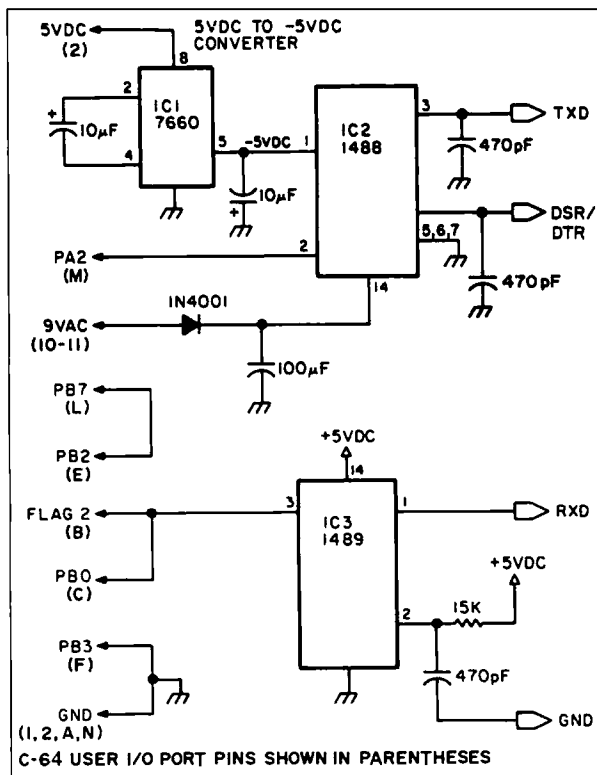 5VDC
(2)
5VDC TO -5VDC
CONVERTER
8
2
IC1
7660
+
10µF
4
5
-5VDC
1
10µF
+
IC2
1488
3
TXD
470pF
DSR/
DTR
5,6,7
470pF
2
14
PA2
(M)
1N4001
9VAC
(10-11)
100µF
PB7
(L)
PB2
(E)
+5VDC
14
FLAG 2
(B)
3
IC3
1489
1
RXD
PB0
(C)
+5VDC
2
15K
470pF
PB3
(F)
GND
(1,2,A,N)
GND
C-64 USER I/O PORT PINS SHOWN IN PARENTHESES